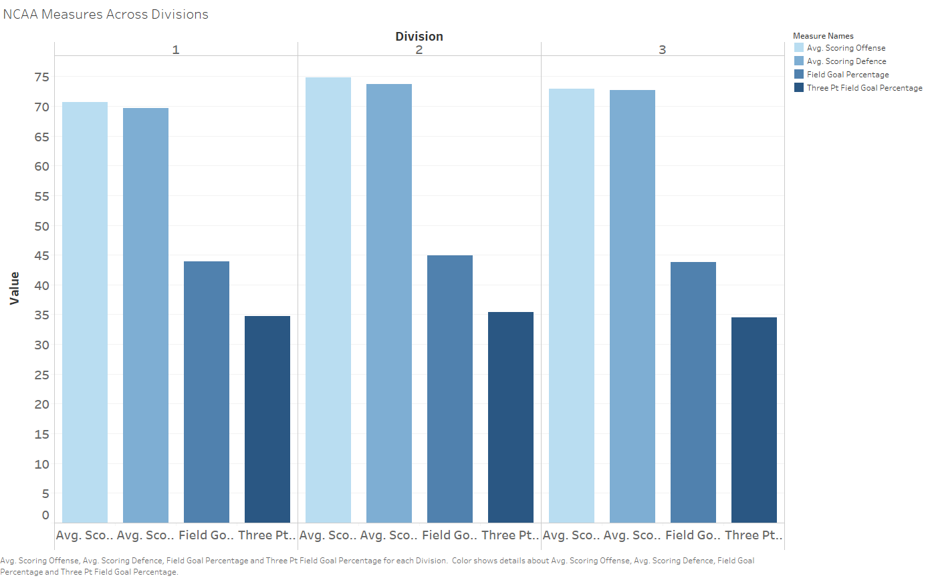 NCAA Measures Across Divisions
Division
1 2 3
Measure Names
Avg. Scoring Offense
Avg. Scoring Defence
Field Goal Percentage
Three Pt Field Goal Percentage
Value
75
70
65
60
55
50
45
40
35
30
25
20
15
10
5
0
Avg. Sco.. Avg. Sco.. Field Go.. Three Pt.. Avg. Sco.. Avg. Sco.. Field Go.. Three Pt.. Avg. Sco.. Avg. Sco.. Field Go.. Three Pt..
Avg. Scoring Offense, Avg. Scoring Defence, Field Goal Percentage and Three Pt Field Goal Percentage for each Division. Color shows details about Avg. Scoring Offense, Avg. Scoring Defence, Field Goal
Percentage and Three Pt Field Goal Percentage.